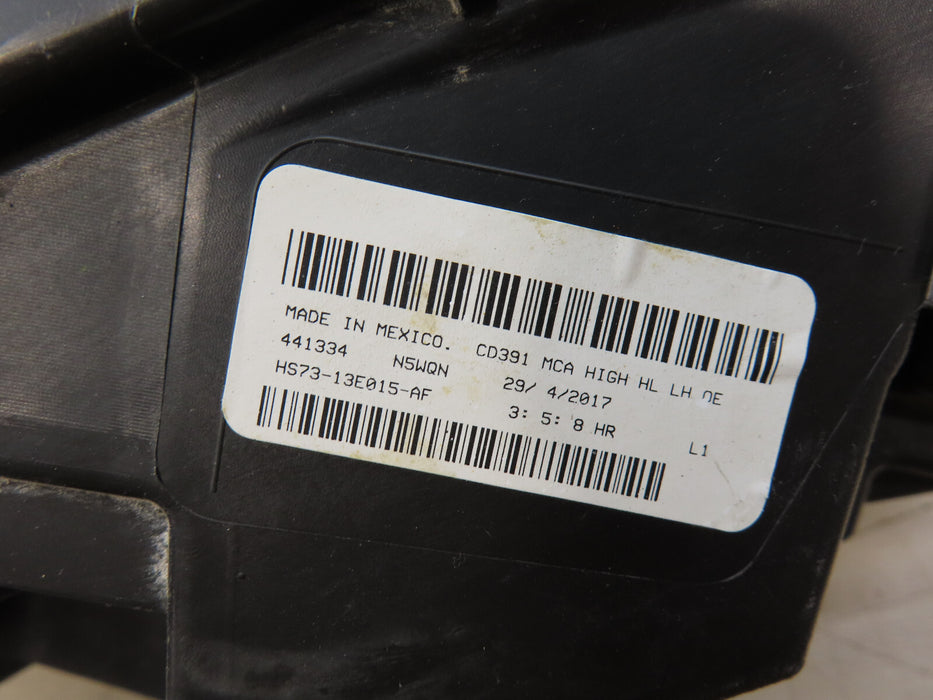 MADE IN MEXICO. CD391 MCA HIGH HL LH OE
441334 N5WQN 29/ 4/2017
HS73-13E015-AF 3: 5: 8 HR
L1